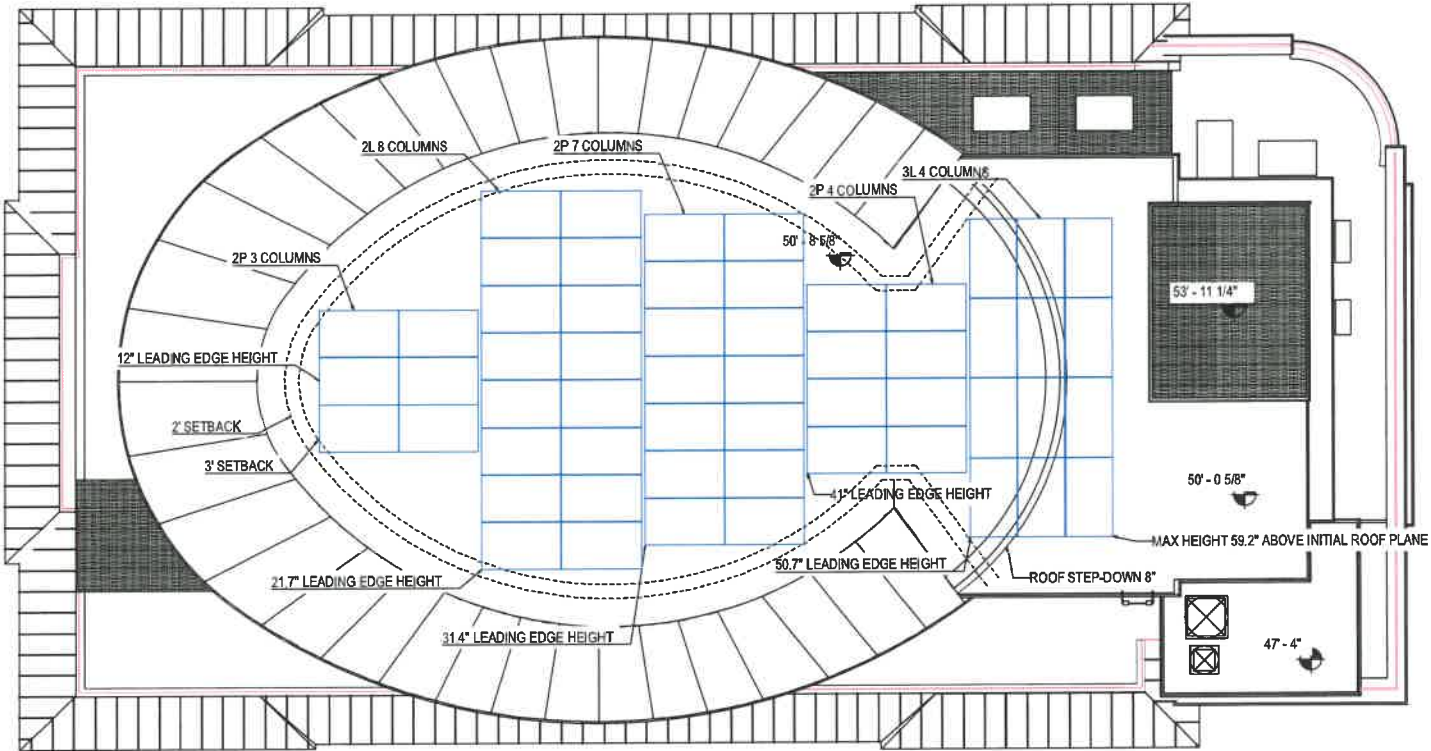 2L 8 COLUMNS
2P 7 COLUMNS
3L 4 COLUMNS
2P 4 COLUMNS
50' - 8 5/8"
2P 3 COLUMNS
53' - 11 1/4"
12" LEADING EDGE HEIGHT
2' SETBACK
3' SETBACK
50' - 0 5/8"
41" LEADING EDGE HEIGHT
MAX HEIGHT 59.2" ABOVE INITIAL ROOF PLANE
50.7" LEADING EDGE HEIGHT
ROOF STEP-DOWN 8"
21.7" LEADING EDGE HEIGHT
31.4" LEADING EDGE HEIGHT
47' - 4"